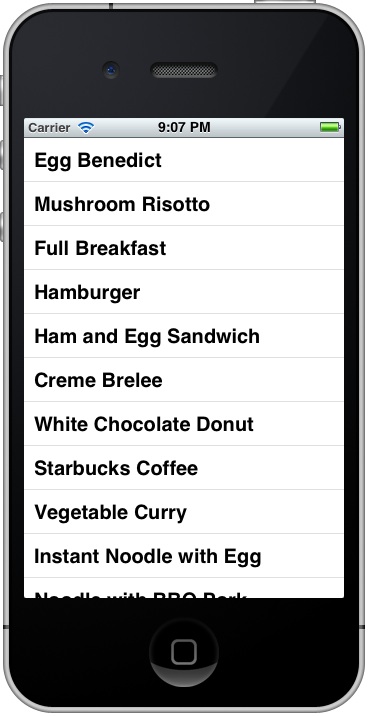 Carrier 9:07 PM
Egg Benedict
Mushroom Risotto
Full Breakfast
Hamburger
Ham and Egg Sandwich
Creme Brelee
White Chocolate Donut
Starbucks Coffee
Vegetable Curry
Instant Noodle with Egg
Noodle with BBQ Pork